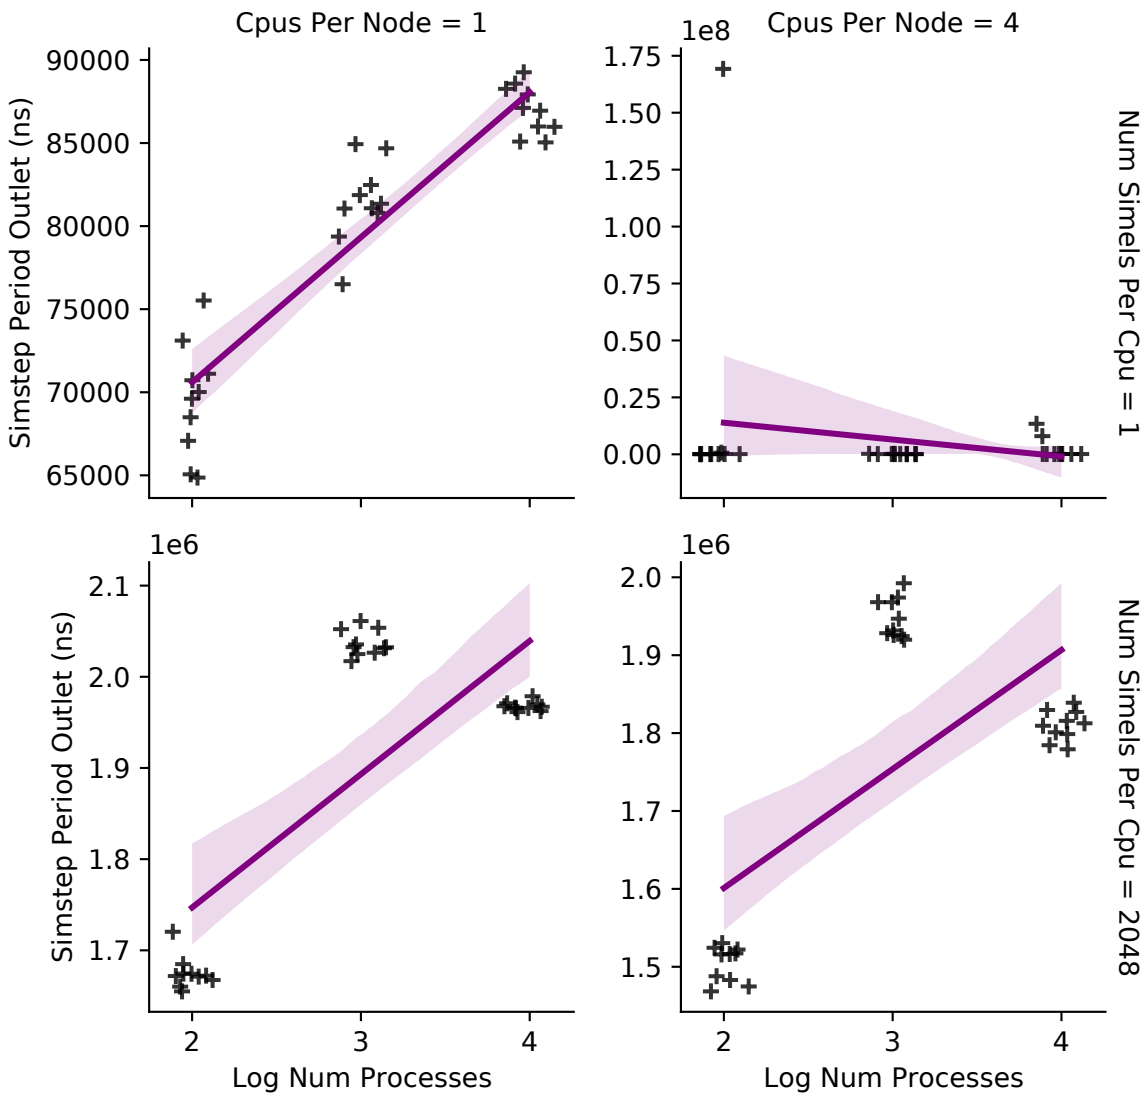 Cpus Per Node = 1
Cpus Per Node = 4
1e8
90000
85000
80000
75000
70000
65000
Simstep Period Outlet (ns)
1.75
1.50
1.25
1.00
0.75
0.50
0.25
0.00
Num Simels Per Cpu = 1
1e6
2.1
2.0
1.9
1.8
1.7
Simstep Period Outlet (ns)
2
3
4
Log Num Processes
1e6
2.0
1.9
1.8
1.7
1.6
1.5
2
3
4
Log Num Processes
Num Simels Per Cpu = 2048